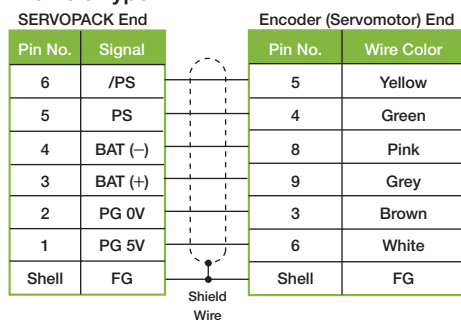 SERVOPACK End Encoder (Servomotor) End
Pin No. Signal Pin No. Wire Color
6 /PS 5 Yellow
5 PS 4 Green
4 BAT (−) 8 Pink
3 BAT (+) 9 Grey
2 PG 0V 3 Brown
1 PG 5V 6 White
Shell FG Shell FG
Shield
Wire